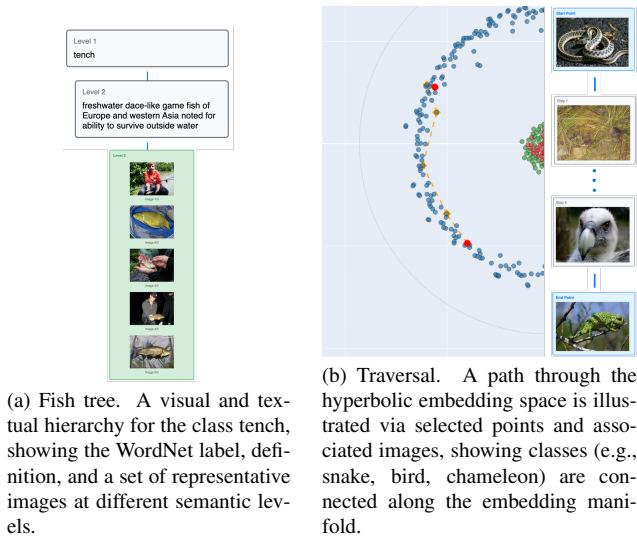 Level 1
tench
Level 2
freshwater dace-like game fish of
Europe and western Asia noted for
ability to survive outside water
Level 3
(a) Fish tree. A visual and tex-
tual hierarchy for the class tench,
showing the WordNet label, defi-
nition, and a set of representative
images at different semantic lev-
els.
Start Point
Step 1
End Point
(b) Traversal. A path through the
hyperbolic embedding space is illus-
trated via selected points and asso-
ciated images, showing classes (e.g.,
snake, bird, chameleon) are con-
nected along the embedding mani-
fold.